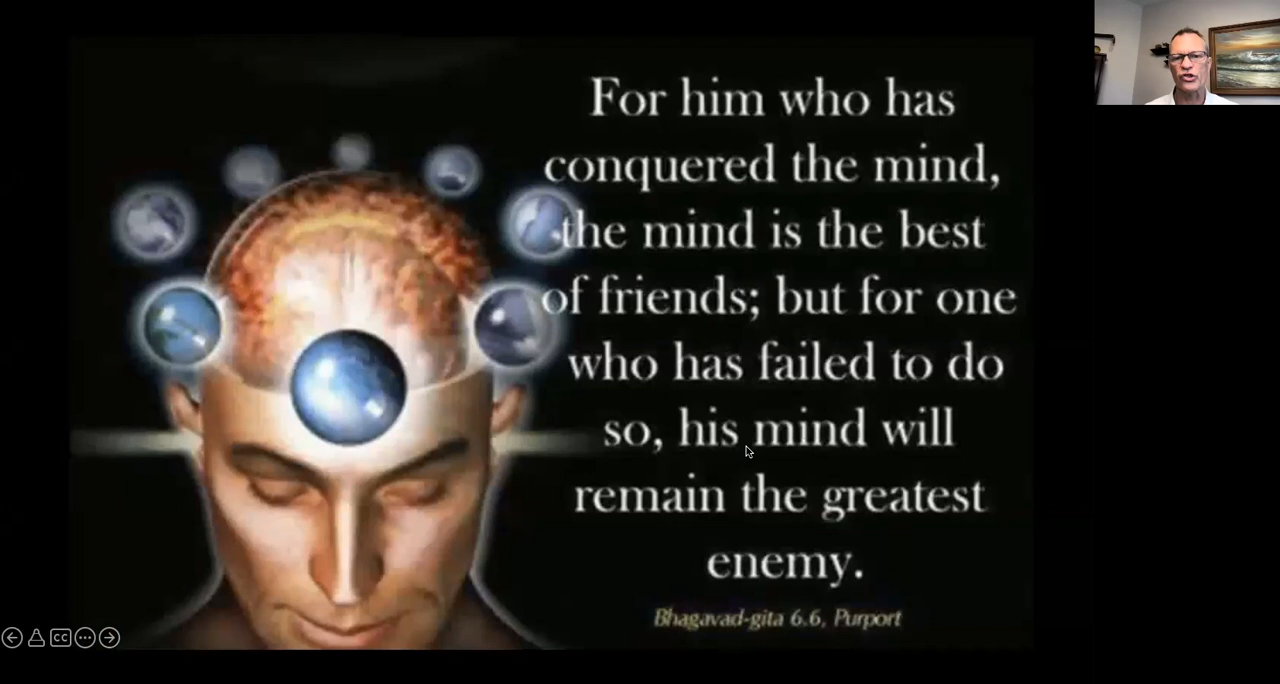 For him who has
conquered the mind,
the mind is the best
of friends; but for one
who has failed to do
so, his mind will
remain the greatest
enemy.
Bhagavad-gita 6.6, Purport
CC